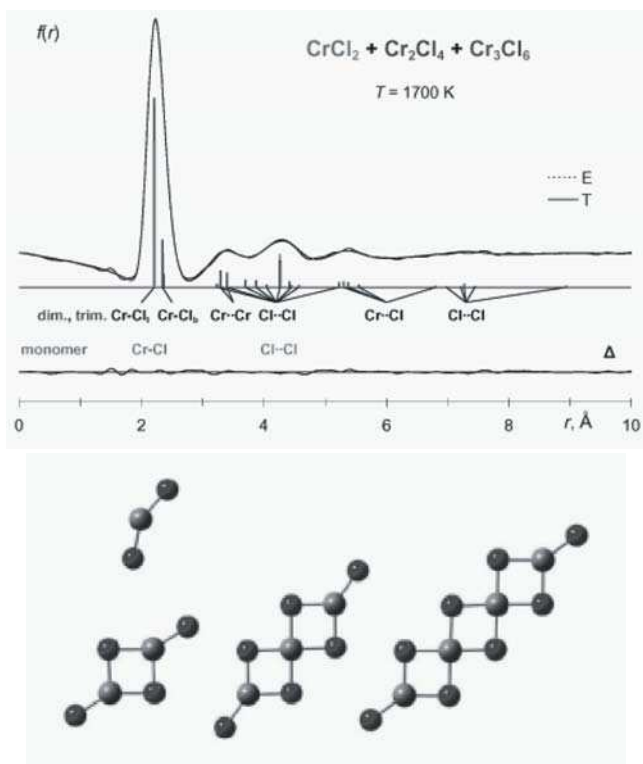 f(r)
CrCl₂ + Cr₂Cl₄ + Cr₃Cl₆
T = 1700 K
E
T
dim., trim. Cr-Clₜ Cr-Cl_b Cr··Cr Cl··Cl Cr··Cl Cl··Cl
monomer Cr-Cl Cl··Cl Δ
0 2 4 6 8 r, Å 10